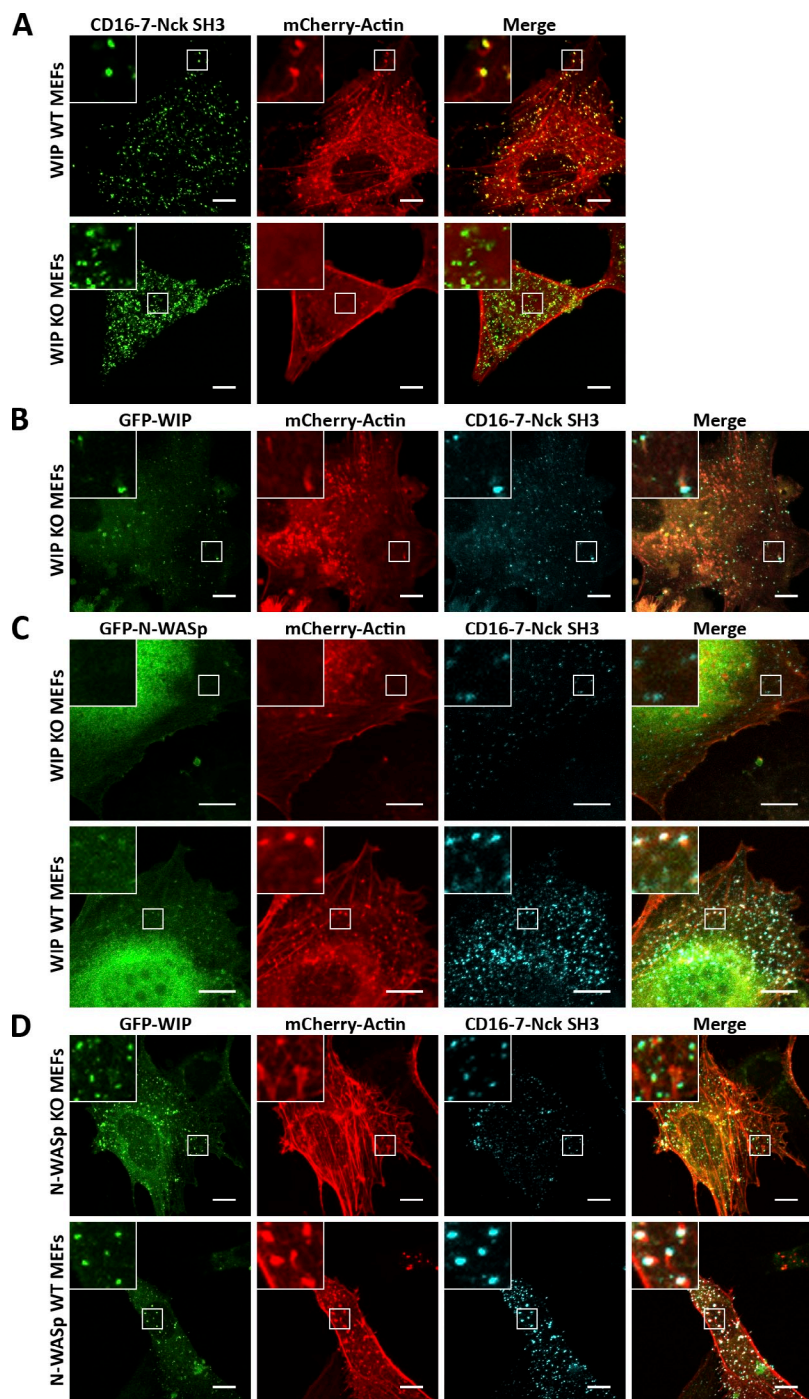 A
CD16-7-Nck SH3 mCherry-Actin Merge
WIP WT MEFs
WIP KO MEFs
B
GFP-WIP mCherry-Actin CD16-7-Nck SH3 Merge
WIP KO MEFs
C
GFP-N-WASp mCherry-Actin CD16-7-Nck SH3 Merge
WIP KO MEFs
WIP WT MEFs
D
GFP-WIP mCherry-Actin CD16-7-Nck SH3 Merge
N-WASp KO MEFs
N-WASp WT MEFs